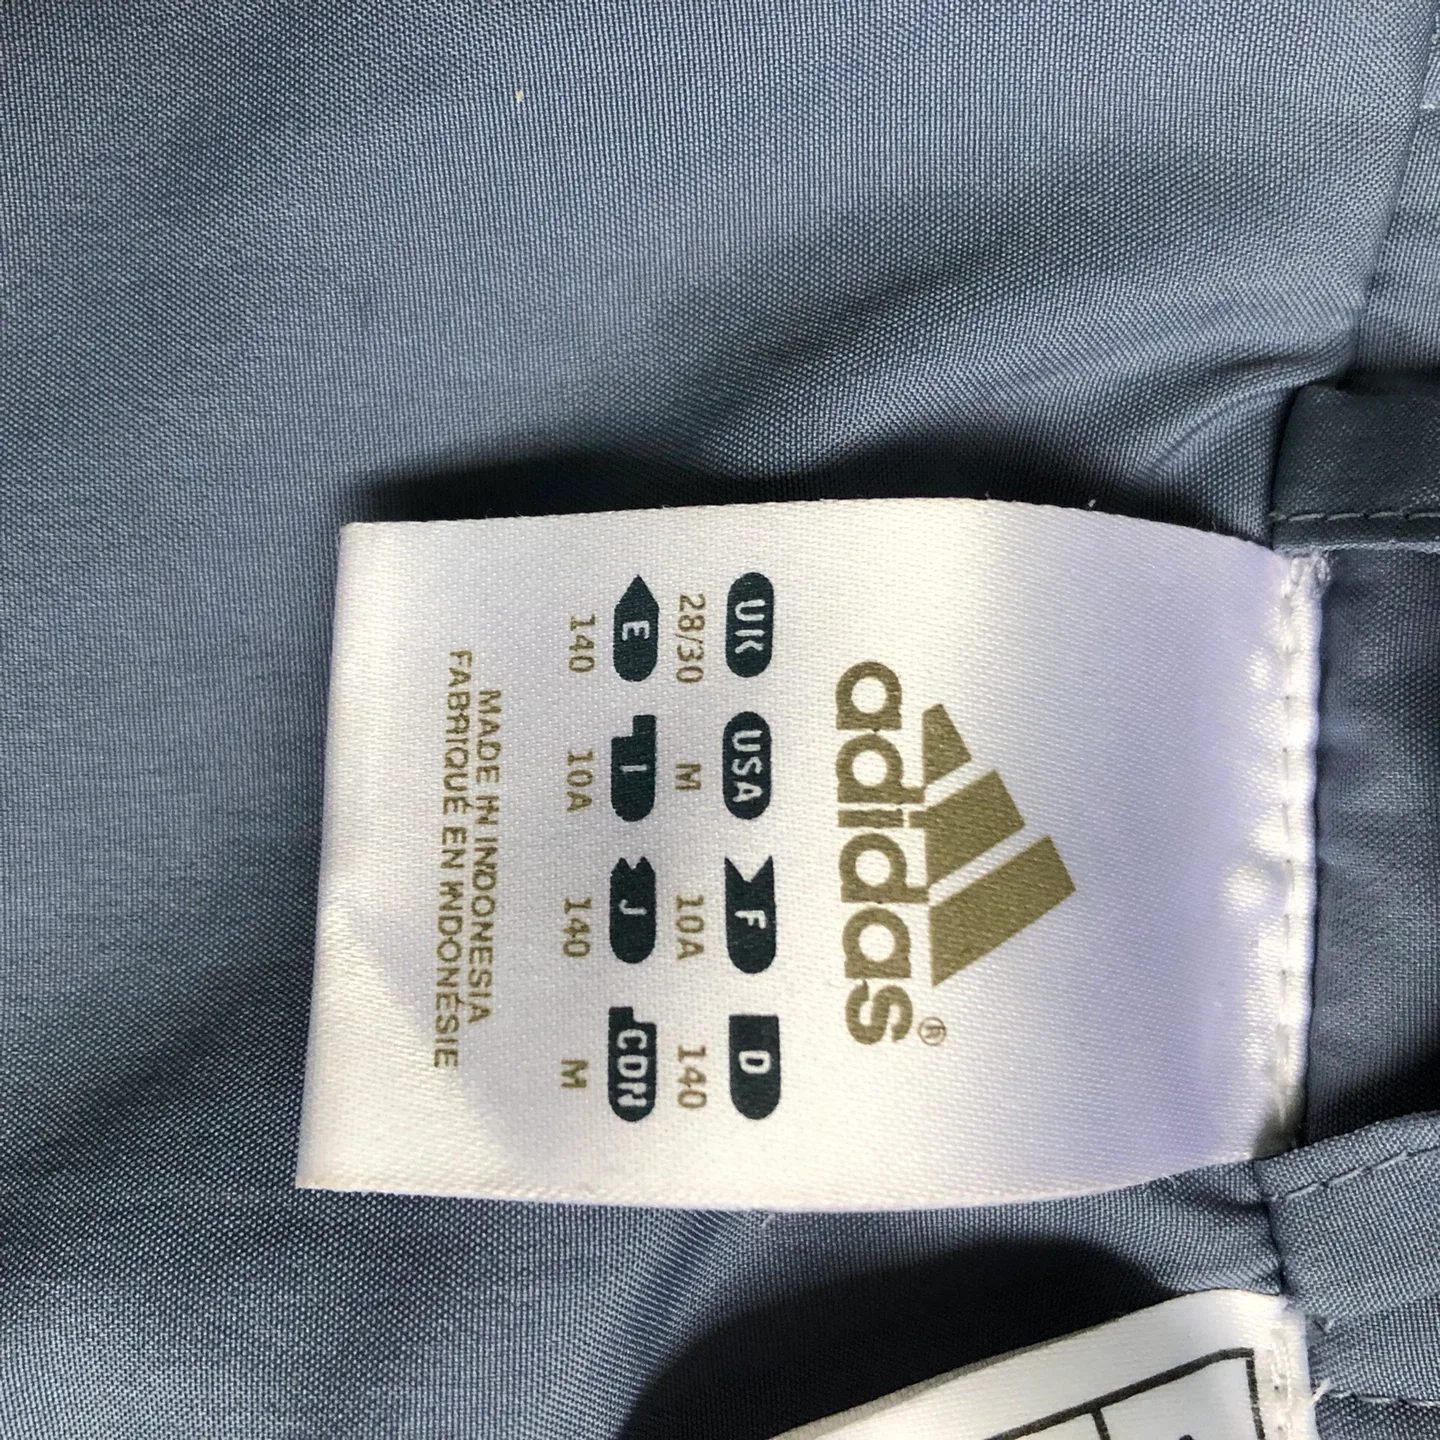 adidas®
UK USA F D
28/30 M 10A 140
E I J CDN
140 10A 140 M
MADE IN INDONESIA
FABRIQUÉ EN INDONÉSIE